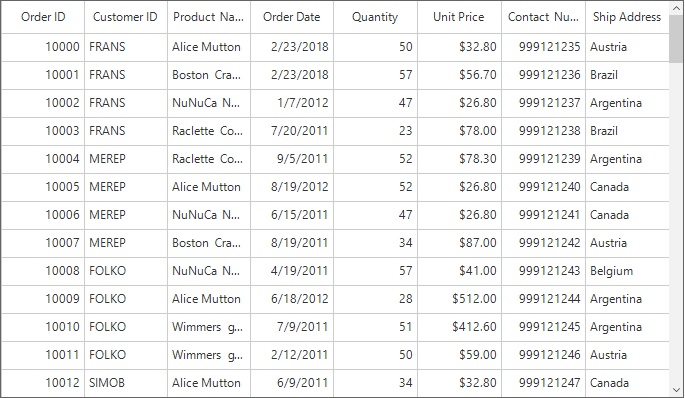 Order ID Customer ID Product Na... Order Date Quantity Unit Price Contact Nu... Ship Address
10000 FRANS Alice Mutton 2/23/2018 50 $32.80 999121235 Austria
10001 FRANS Boston Cra... 2/23/2018 57 $56.70 999121236 Brazil
10002 FRANS NuNuCa N... 1/7/2012 47 $26.80 999121237 Argentina
10003 FRANS Raclette Co... 7/20/2011 23 $78.00 999121238 Brazil
10004 MEREP Raclette Co... 9/5/2011 52 $78.30 999121239 Argentina
10005 MEREP Alice Mutton 8/19/2012 52 $26.80 999121240 Canada
10006 MEREP NuNuCa N... 6/15/2011 47 $26.80 999121241 Canada
10007 MEREP Boston Cra... 8/19/2011 34 $87.00 999121242 Austria
10008 FOLKO NuNuCa N... 4/19/2011 57 $41.00 999121243 Belgium
10009 FOLKO Alice Mutton 6/18/2012 28 $512.00 999121244 Argentina
10010 FOLKO Wimmers g... 7/9/2011 51 $412.60 999121245 Argentina
10011 FOLKO Wimmers g... 2/12/2011 50 $59.00 999121246 Austria
10012 SIMOB Alice Mutton 6/9/2011 34 $32.80 999121247 Canada